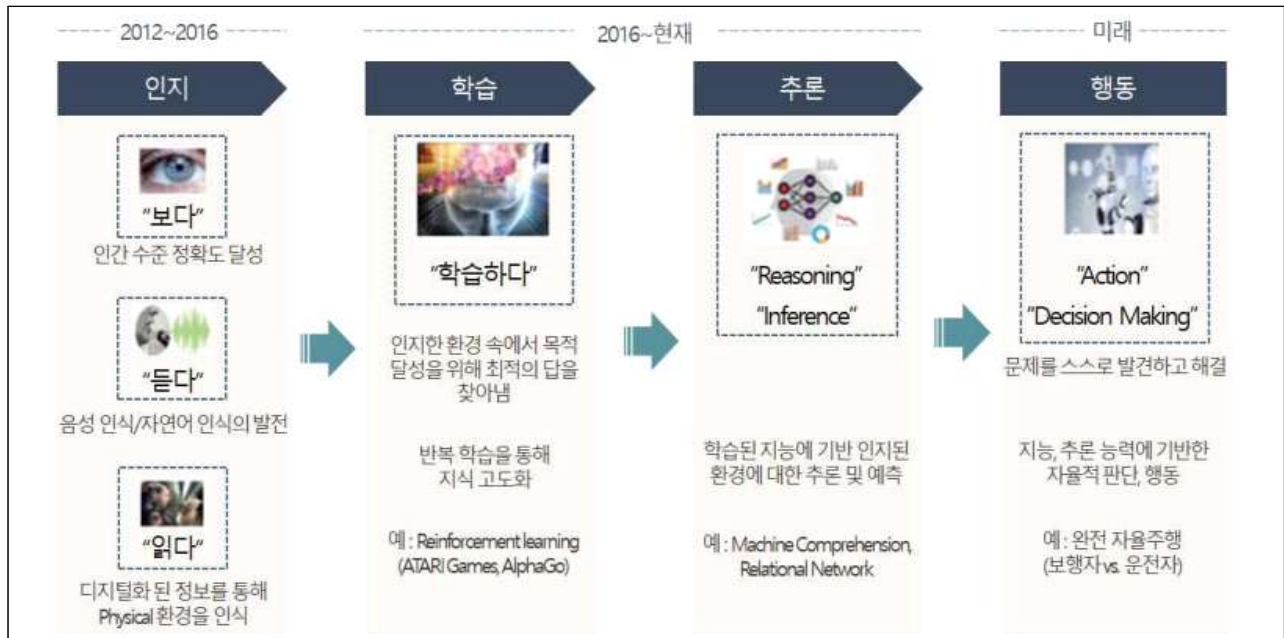 2012~2016
2016~현재
미래
인지
학습
추론
행동
"보다"
인간 수준 정확도 달성
"듣다"
음성 인식/자연어 인식의 발전
"읽다"
디지털화 된 정보를 통해
Physical 환경을 인식
"학습하다"
인지한 환경 속에서 목적
달성을 위해 최적의 답을
찾아냄
반복 학습을 통해
지식 고도화
예 : Reinforcement learning
(ATARI Games, AlphaGo)
"Reasoning"
"Inference"
학습된 지능에 기반 인지된
환경에 대한 추론 및 예측
예 : Machine Comprehension,
Relational Network
"Action"
"Decision Making"
문제를 스스로 발견하고 해결
지능, 추론 능력에 기반한
자율적 판단, 행동
예 : 완전 자율주행
(보행자 vs. 운전자)